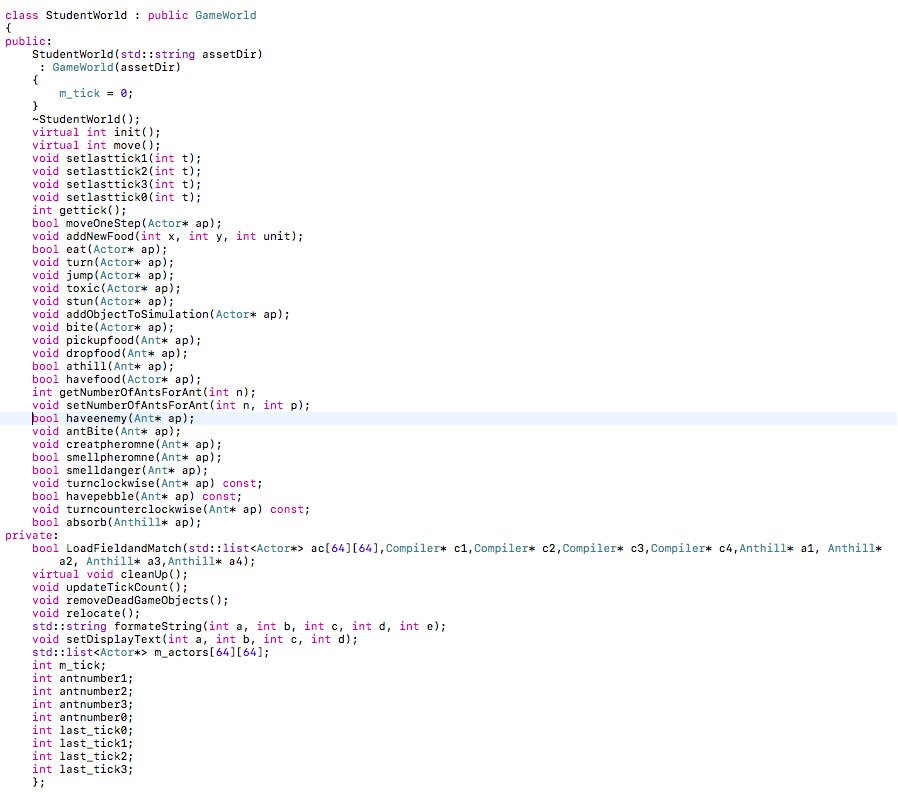 class StudentWorld : public GameWorld
{
public:
    StudentWorld(std::string assetDir)
     : GameWorld(assetDir)
    {
        m_tick = 0;
    }
    ~StudentWorld();
    virtual int init();
    virtual int move();
    void setlasttick1(int t);
    void setlasttick2(int t);
    void setlasttick3(int t);
    void setlasttick0(int t);
    int gettick();
    bool moveOneStep(Actor* ap);
    void addNewFood(int x, int y, int unit);
    bool eat(Actor* ap);
    void turn(Actor* ap);
    void jump(Actor* ap);
    void toxic(Actor* ap);
    void stun(Actor* ap);
    void addObjectToSimulation(Actor* ap);
    void bite(Actor* ap);
    void pickupfood(Ant* ap);
    void dropfood(Ant* ap);
    bool athill(Ant* ap);
    bool havefood(Actor* ap);
    int getNumberOfAntsForAnt(int n);
    void setNumberOfAntsForAnt(int n, int p);
    bool haveenemy(Ant* ap);
    void antBite(Ant* ap);
    void creatpheromne(Ant* ap);
    bool smellpheromne(Ant* ap);
    bool smelldanger(Ant* ap);
    void turnclockwise(Ant* ap) const;
    bool havepebble(Ant* ap) const;
    void turncounterclockwise(Ant* ap) const;
    bool absorb(Anthill* ap);
private:
    bool LoadFieldandMatch(std::list<Actor*> ac[64][64],Compiler* c1,Compiler* c2,Compiler* c3,Compiler* c4,Anthill* a1, Anthill*
        a2, Anthill* a3,Anthill* a4);
    virtual void cleanUp();
    void updateTickCount();
    void removeDeadGameObjects();
    void relocate();
    std::string formateString(int a, int b, int c, int d, int e);
    void setDisplayText(int a, int b, int c, int d);
    std::list<Actor*> m_actors[64][64];
    int m_tick;
    int antnumber1;
    int antnumber2;
    int antnumber3;
    int antnumber0;
    int last_tick0;
    int last_tick1;
    int last_tick2;
    int last_tick3;
    };